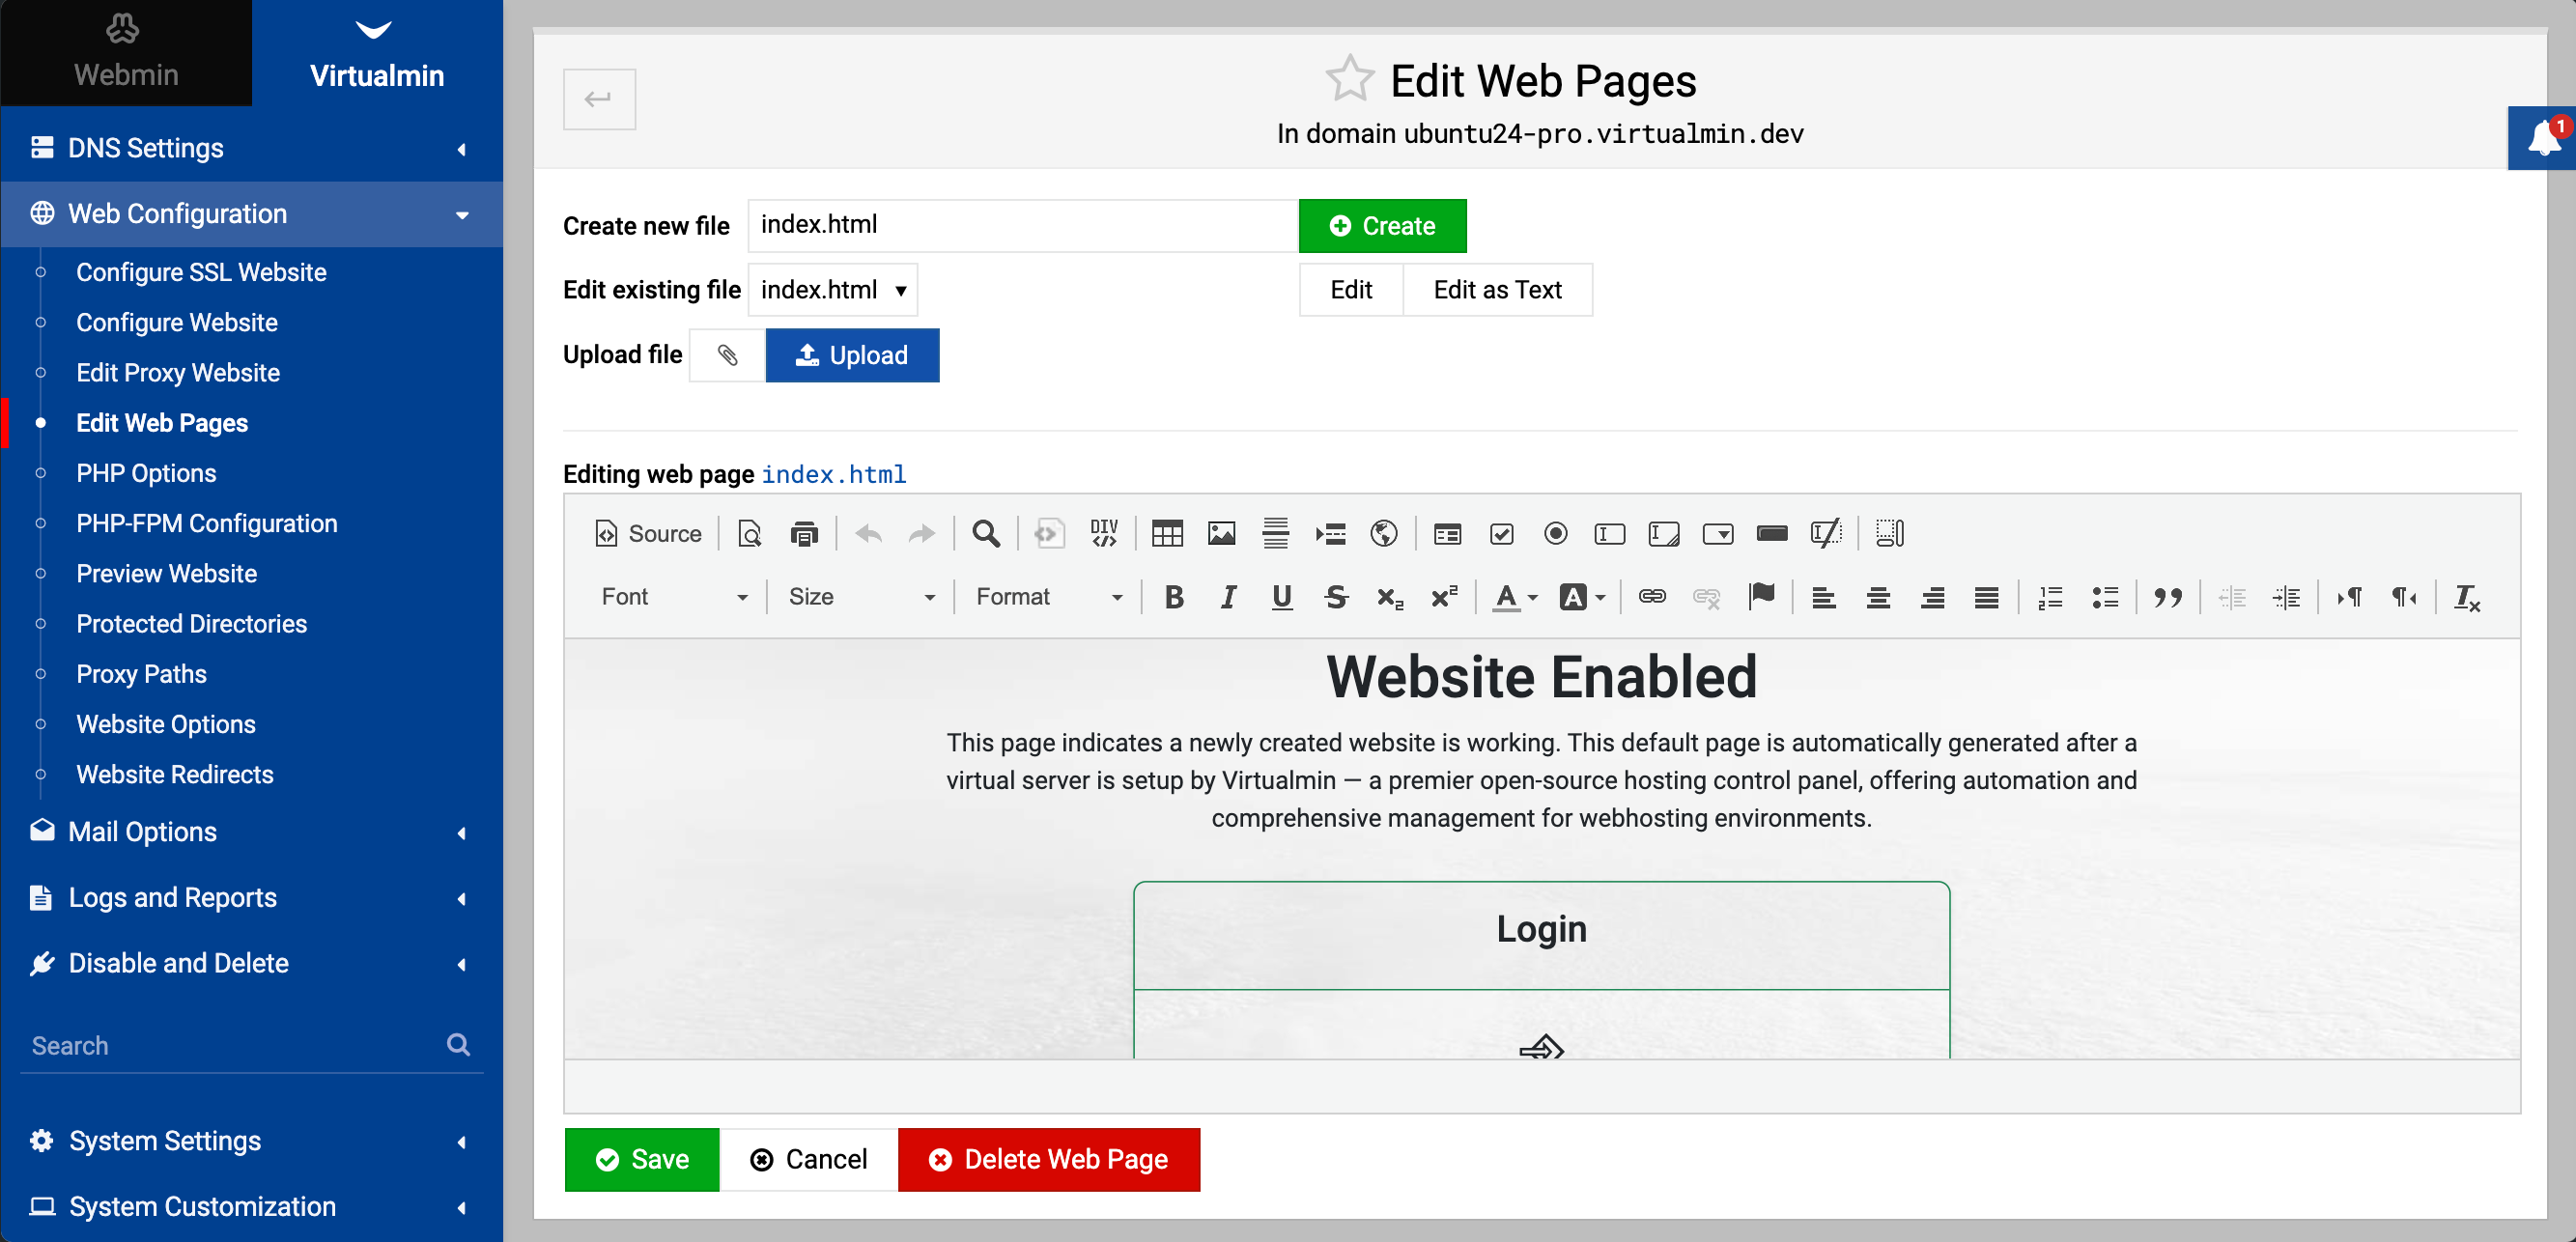 Webmin
Virtualmin
DNS Settings
Web Configuration
Configure SSL Website
Configure Website
Edit Proxy Website
Edit Web Pages
PHP Options
PHP-FPM Configuration
Preview Website
Protected Directories
Proxy Paths
Website Options
Website Redirects
Mail Options
Logs and Reports
Disable and Delete
Search
System Settings
System Customization
Edit Web Pages
In domain ubuntu24-pro.virtualmin.dev
1
Create new file index.html Create
Edit existing file index.html Edit Edit as Text
Upload file Upload
Editing web page index.html
Source DIV
Font Size Format B I U S x₂ x² A A
Website Enabled
This page indicates a newly created website is working. This default page is automatically generated after a
virtual server is setup by Virtualmin — a premier open-source hosting control panel, offering automation and
comprehensive management for webhosting environments.
Login
Save Cancel Delete Web Page